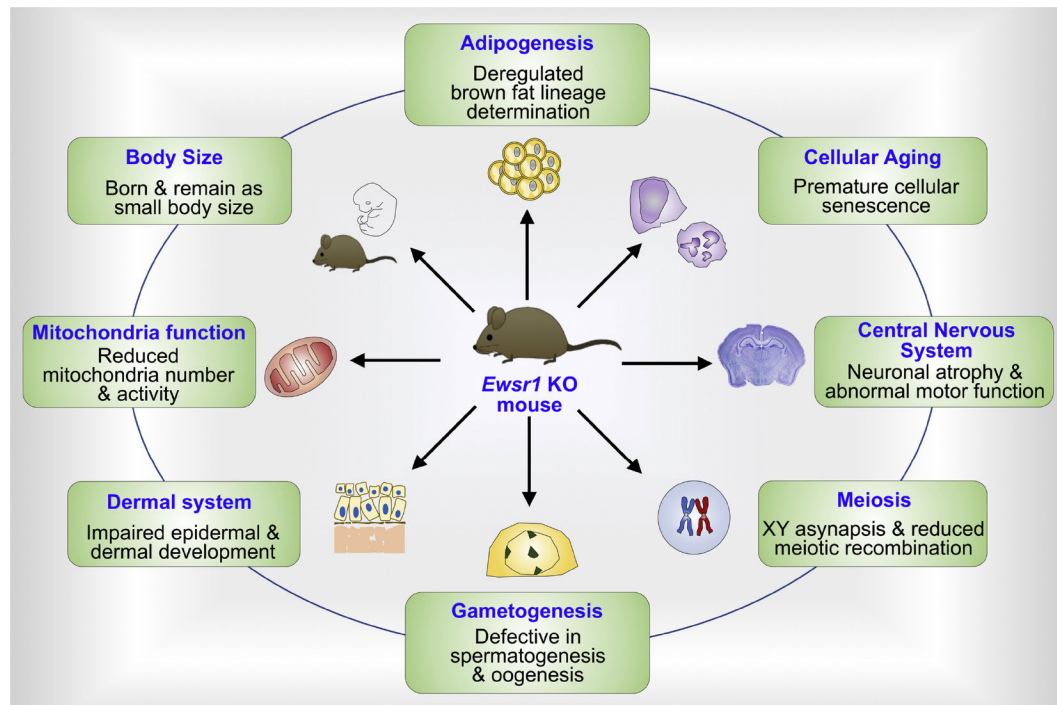 Adipogenesis
Deregulated
brown fat lineage
determination
Body Size
Born & remain as
small body size
Cellular Aging
Premature cellular
senescence
Mitochondria function
Reduced
mitochondria number
& activity
Ewsr1 KO
mouse
Central Nervous
System
Neuronal atrophy &
abnormal motor function
Dermal system
Impaired epidermal &
dermal development
Meiosis
XY asynapsis & reduced
meiotic recombination
Gametogenesis
Defective in
spermatogenesis
& oogenesis